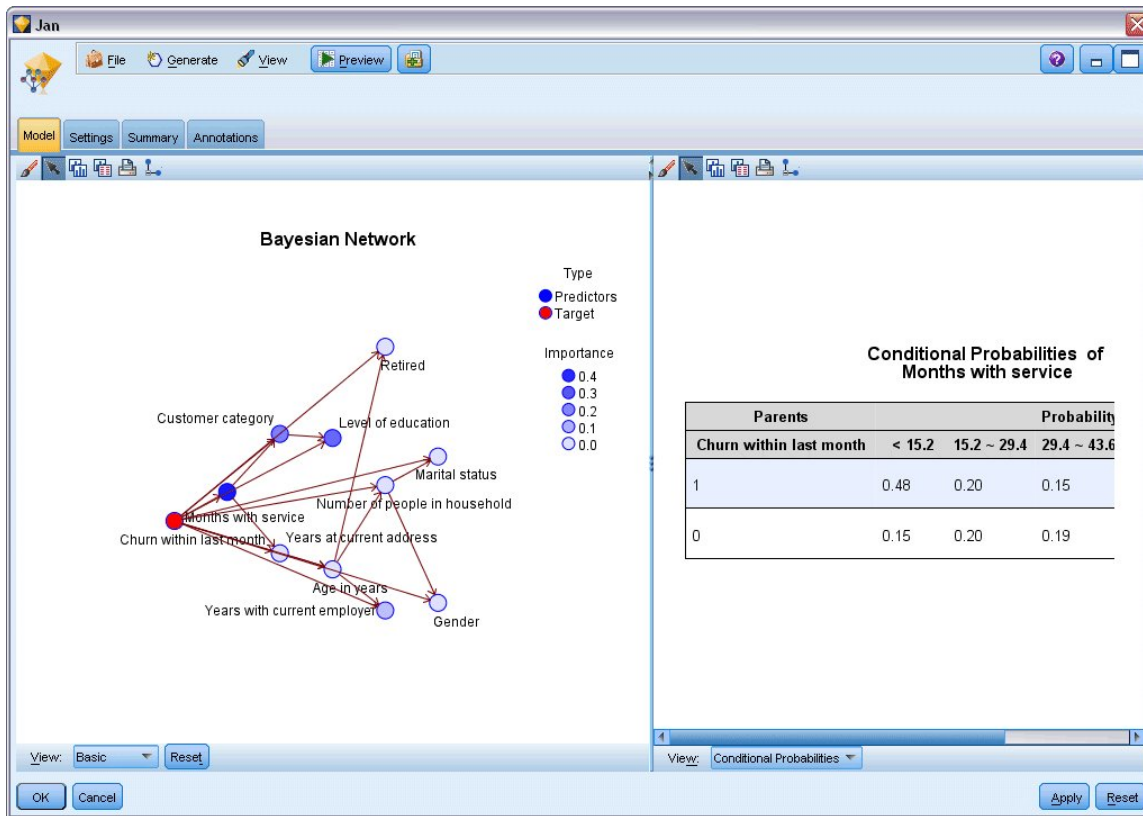 Jan
File Generate View Preview
Model Settings Summary Annotations
Bayesian Network
Type
Predictors
Target
Importance
0.4
0.3
0.2
0.1
0.0
Retired
Customer category
Level of education
Marital status
Number of people in household
Months with service
Churn within last month
Years at current address
Age in years
Years with current employer
Gender
View: Basic Reset
Conditional Probabilities of
Months with service
Parents Probability
Churn within last month < 15.2 15.2 ~ 29.4 29.4 ~ 43.6
1 0.48 0.20 0.15
0 0.15 0.20 0.19
View: Conditional Probabilities
OK Cancel Apply Reset